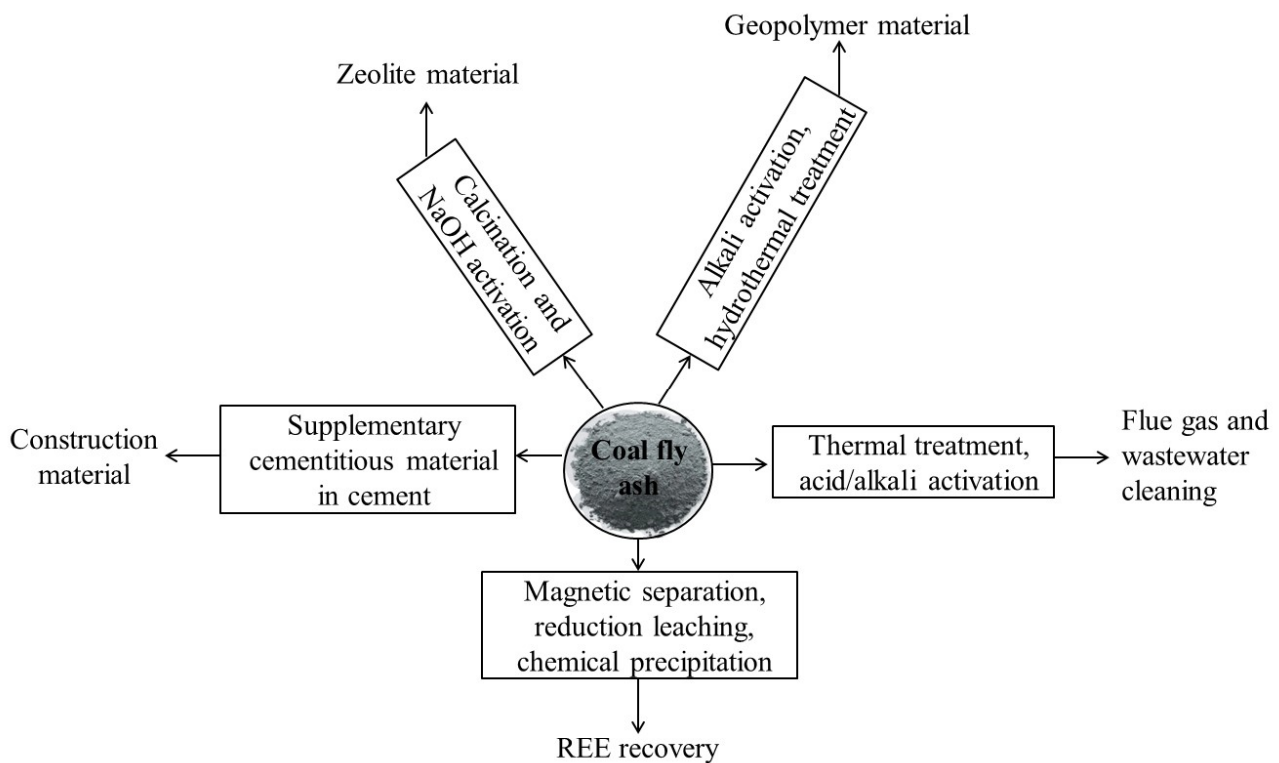 Geopolymer material
Zeolite material
Calcination and
NaOH activation
Alkali activation,
hydrothermal treatment
Construction
material
Supplementary
cementitious material
in cement
Coal fly
ash
Thermal treatment,
acid/alkali activation
Flue gas and
wastewater
cleaning
Magnetic separation,
reduction leaching,
chemical precipitation
REE recovery